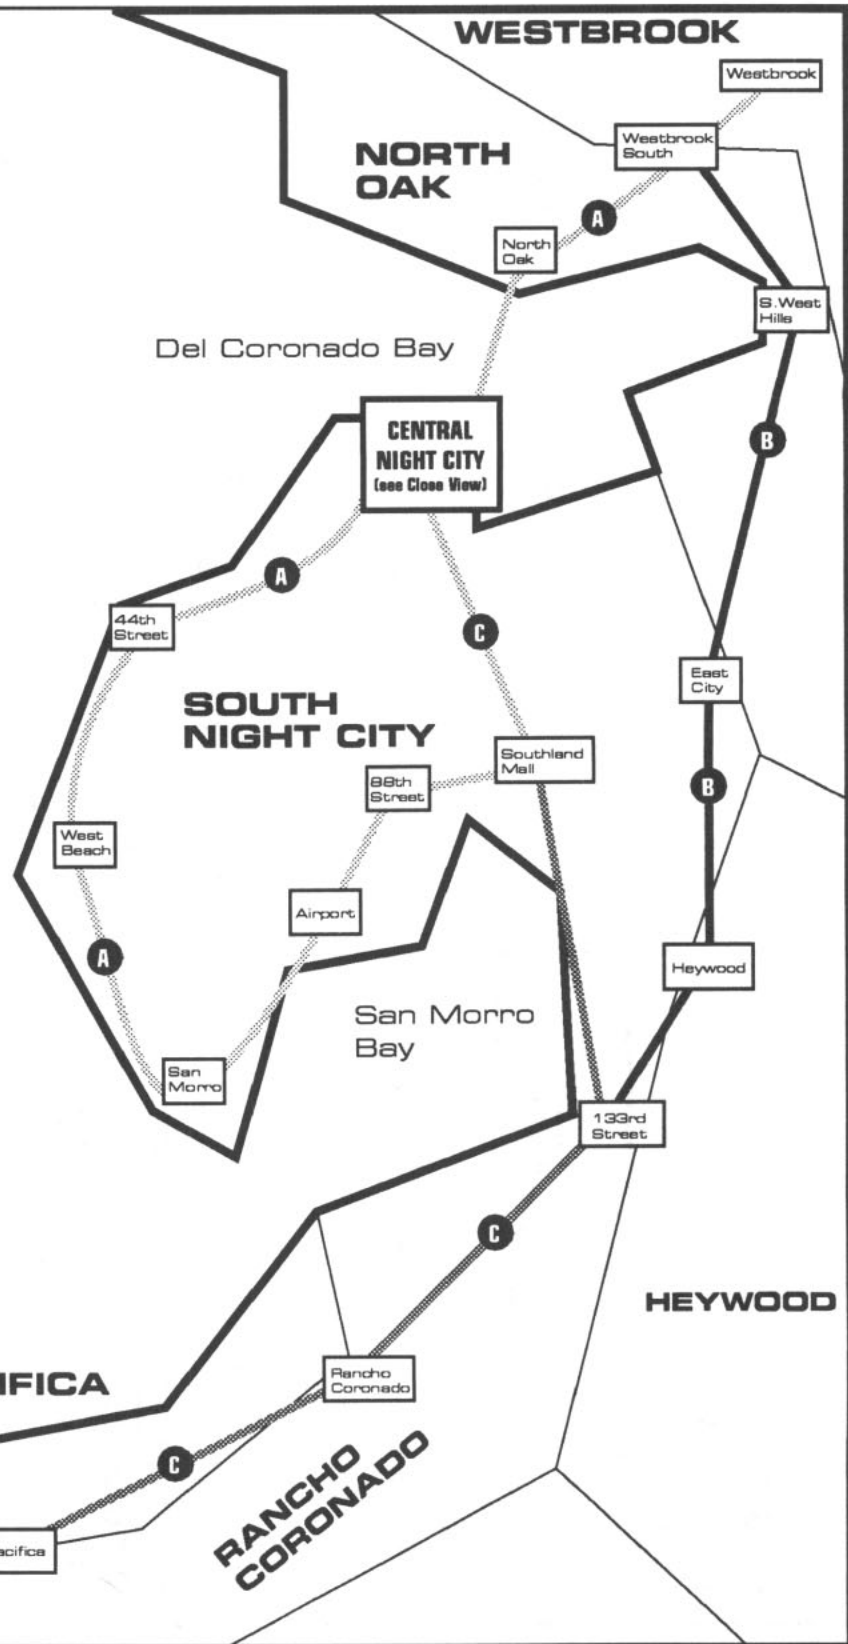 WESTBROOK
Westbrook
Westbrook
South
NORTH
OAK
A
North
Oak
S.West
Hills
Del Coronado Bay
CENTRAL
NIGHT CITY
(see Close View)
B
A
44th
Street
C
East
City
SOUTH
NIGHT CITY
Southland
Mall
88th
Street
B
West
Beach
Airport
A
Heywood
San Morro
Bay
San
Morro
133rd
Street
C
HEYWOOD
IFICA
Rancho
Coronado
C
RANCHO
CORONADO
acifica